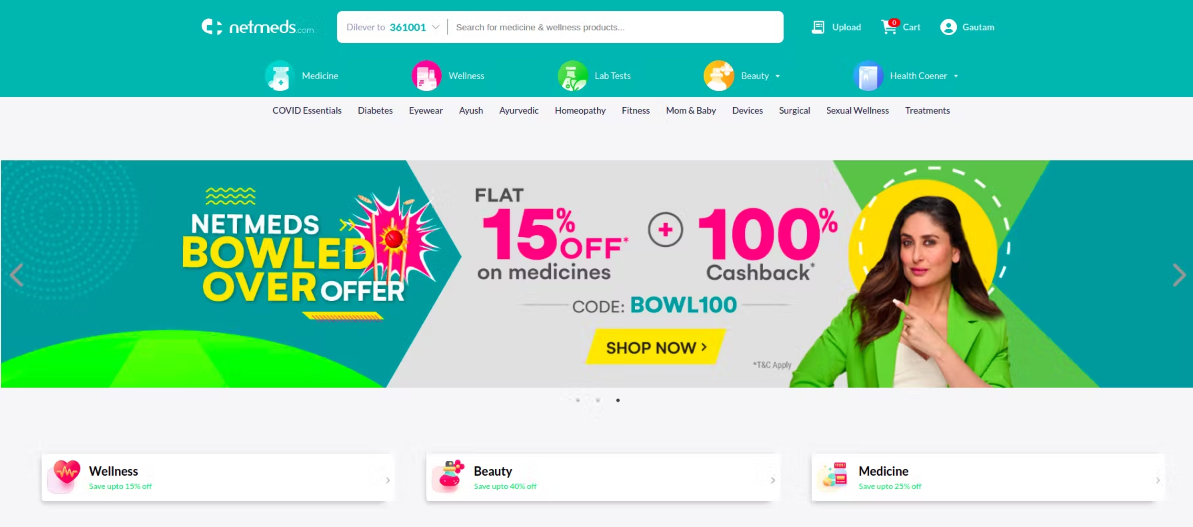 netmeds.com
Dilever to 361001 Search for medicine & wellness products...
Upload 0 Cart Gautam
Medicine Wellness Lab Tests Beauty Health Coener
COVID Essentials Diabetes Eyewear Ayush Ayurvedic Homeopathy Fitness Mom & Baby Devices Surgical Sexual Wellness Treatments
NETMEDS
BOWLED
OVER OFFER
FLAT
15% OFF* + 100%
on medicines Cashback*
CODE: BOWL100
SHOP NOW >
*T&C Apply
Wellness
Save upto 15% off
Beauty
Save upto 40% off
Medicine
Save upto 25% off